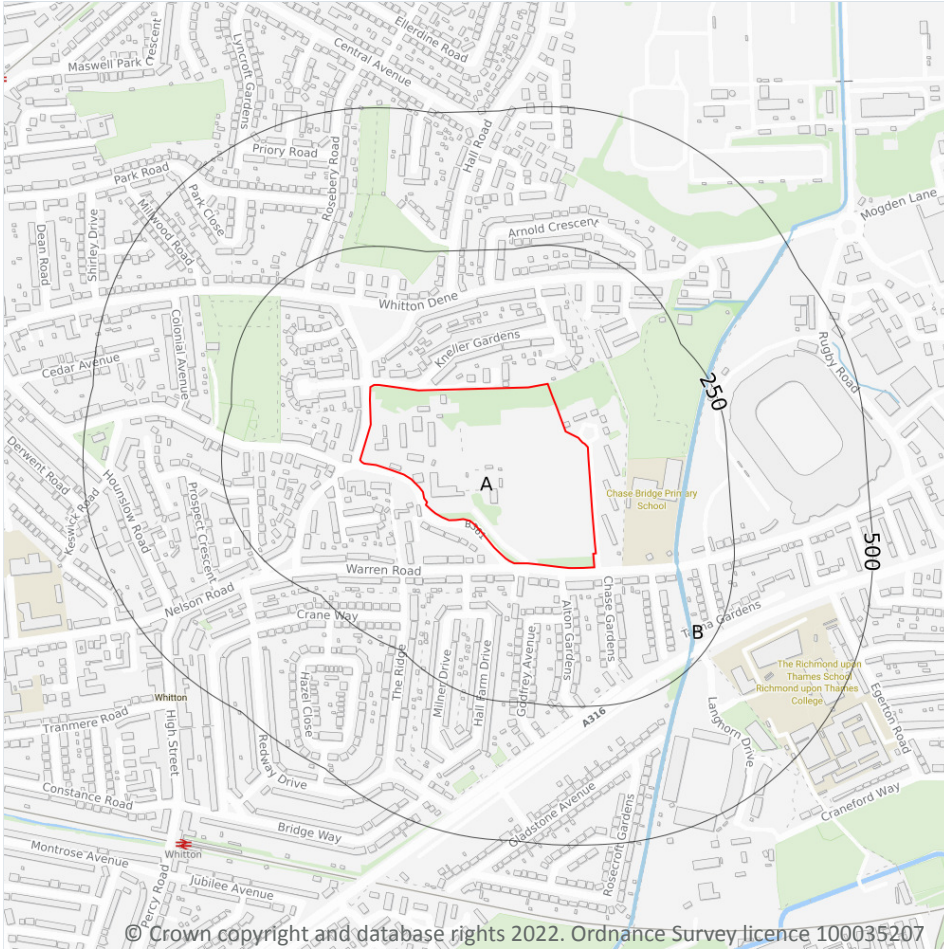 Maswell Park
Crescent
Lyncroft Gardens
Ellerdine Road
Central Avenue
Priory Road
Hall Road
Rosebery Road
Park Road
Park Close
Millwood Road
Dean Road
Shirley Drive
Mogden Lane
Arnold Crescent
Whitton Dene
Colonial Avenue
Kneller Gardens
Cedar Avenue
Rugby Road
250
Derwent Road
Keswick Road
Hounslow Road
Prospect Crescent
A
Chase Bridge Primary
School
B361
500
Warren Road
Nelson Road
Crane Way
Chase Gardens
Alton Gardens
Godfrey Avenue
Hall Farm Drive
Milner Drive
The Ridge
Hazel Close
B
Gardens
The Richmond upon
Thames School
Richmond upon Thames
College
Whitton
Tranmere Road
High Street
Redway Drive
A316
Langhorn Drive
Egerton Road
Constance Road
Bridge Way
Gladstone Avenue
Rosecroft Gardens
Craneford Way
Whitton
Montrose Avenue
Jubilee Avenue
Percy Road
© Crown copyright and database rights 2022. Ordnance Survey licence 100035207